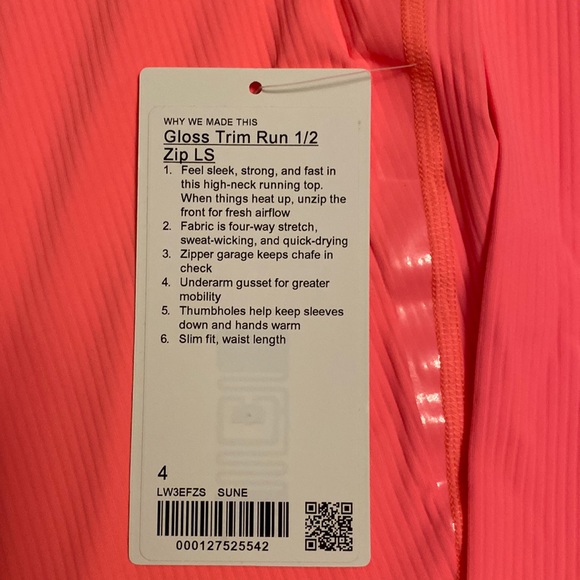 WHY WE MADE THIS
Gloss Trim Run 1/2
Zip LS
1. Feel sleek, strong, and fast in
this high-neck running top.
When things heat up, unzip the
front for fresh airflow
2. Fabric is four-way stretch,
sweat-wicking, and quick-drying
3. Zipper garage keeps chafe in
check
4. Underarm gusset for greater
mobility
5. Thumbholes help keep sleeves
down and hands warm
6. Slim fit, waist length
4
LW3EFZS SUNE
000127525542